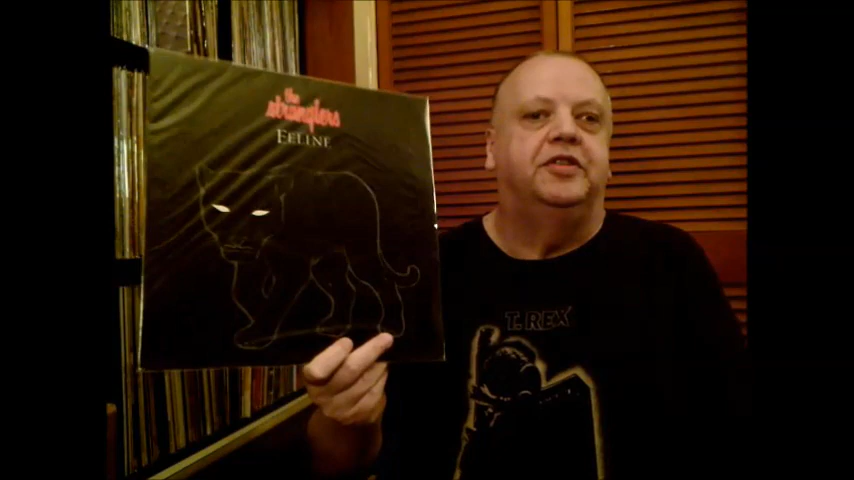 the
stranglers
FELINE
T. REX